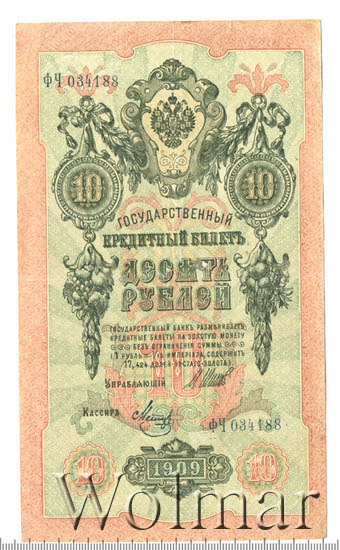 ФЧ 034188
10 10
ГОСУДАРСТВЕННЫЙ
КРЕДИТНЫЙ БИЛЕТЪ
ДЕСЯТЬ
РУБЛЕЙ
ГОСУДАРСТВЕННЫЙ БАНКЪ РАЗМѢНИВАЕТЪ
КРЕДИТНЫЕ БИЛЕТЫ НА ЗОЛОТУЮ МОНЕТУ
БЕЗЪ ОГРАНИЧЕНІЯ СУММЫ
(1 РУБЛЬ = 1/15 ИМПЕРІАЛА, СОДЕРЖИТЪ
17,424 ДОЛЕЙ ЧИСТАГО ЗОЛОТА)
10
УПРАВЛЯЮЩІЙ
КАССИРЪ
ФЧ 034188
10 1909 10
Wolmar